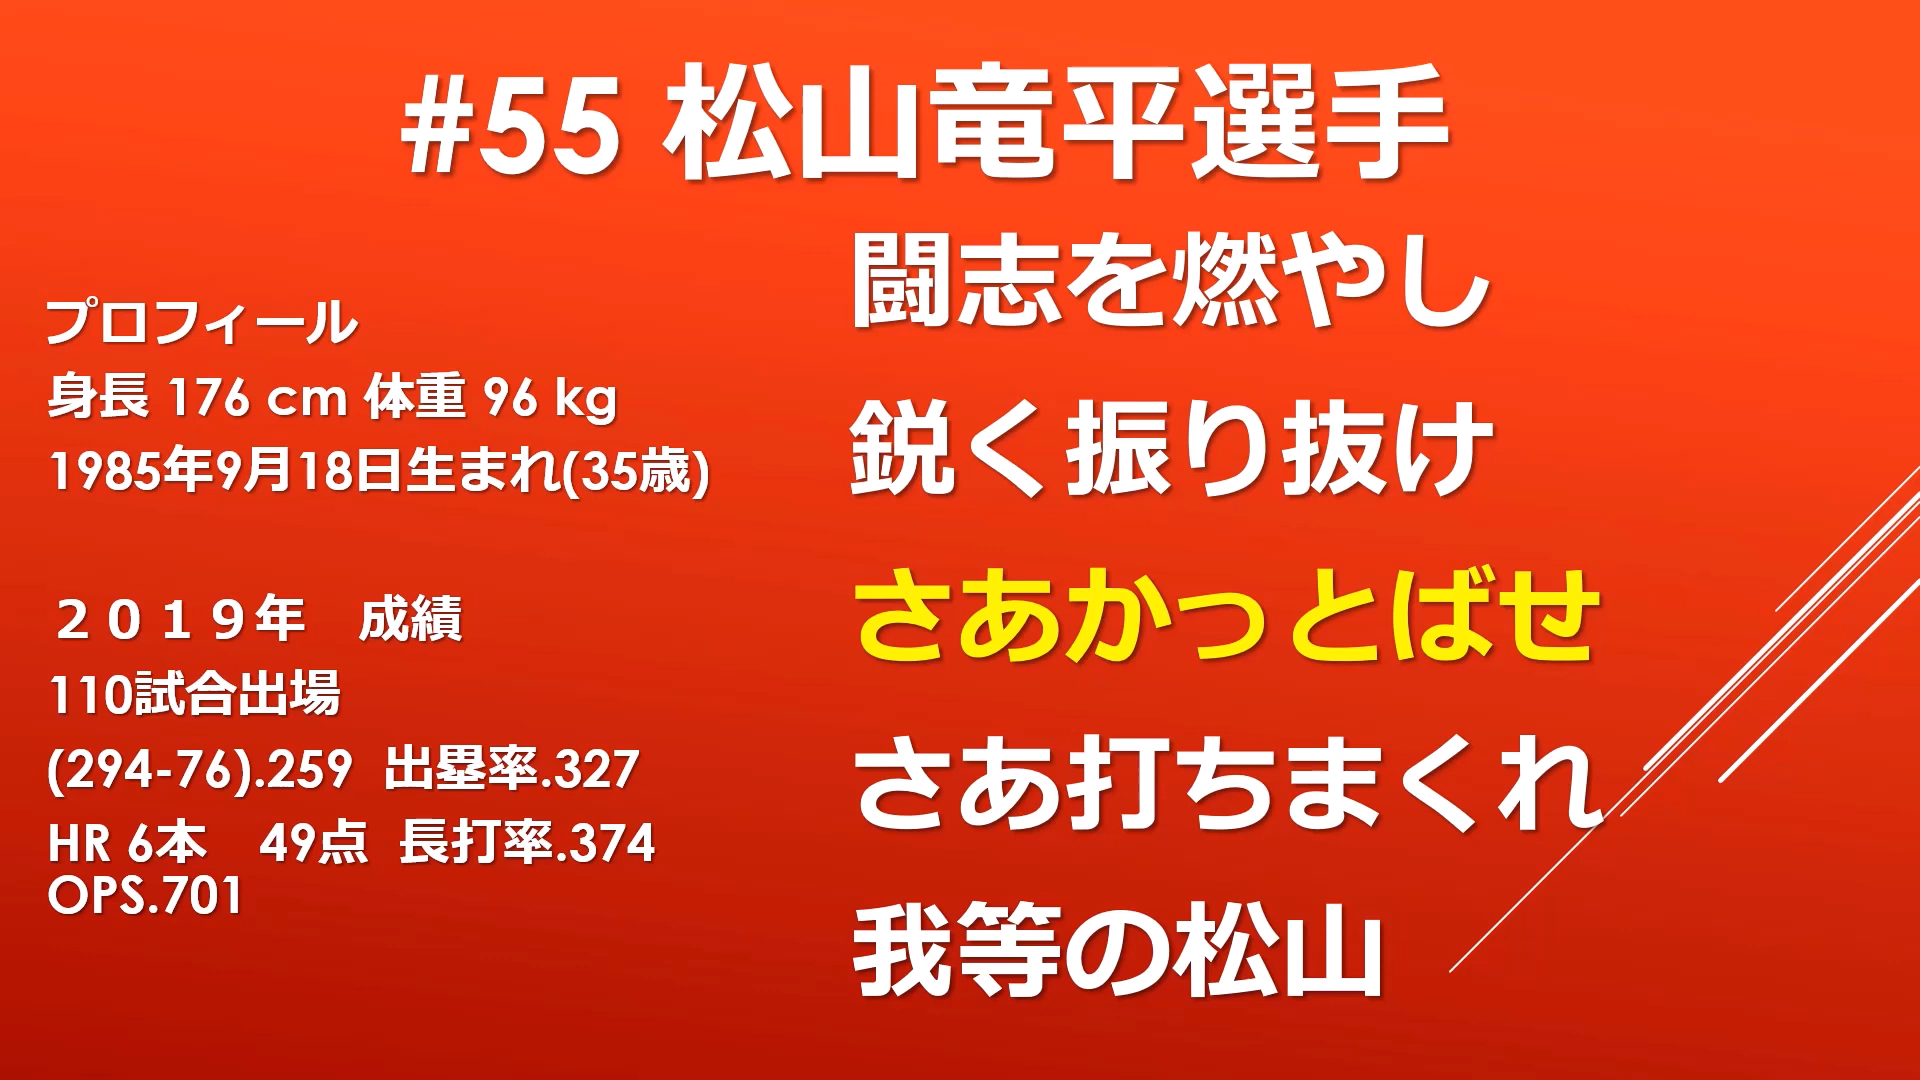 #55 松山竜平選手
プロフィール
身長 176 cm 体重 96 kg
1985年9月18日生まれ(35歳)
２０１９年　成績
110試合出場
(294-76).259 出塁率.327
HR 6本　49点 長打率.374
OPS.701
闘志を燃やし
鋭く振り抜け
さあかっとばせ
さあ打ちまくれ
我等の松山